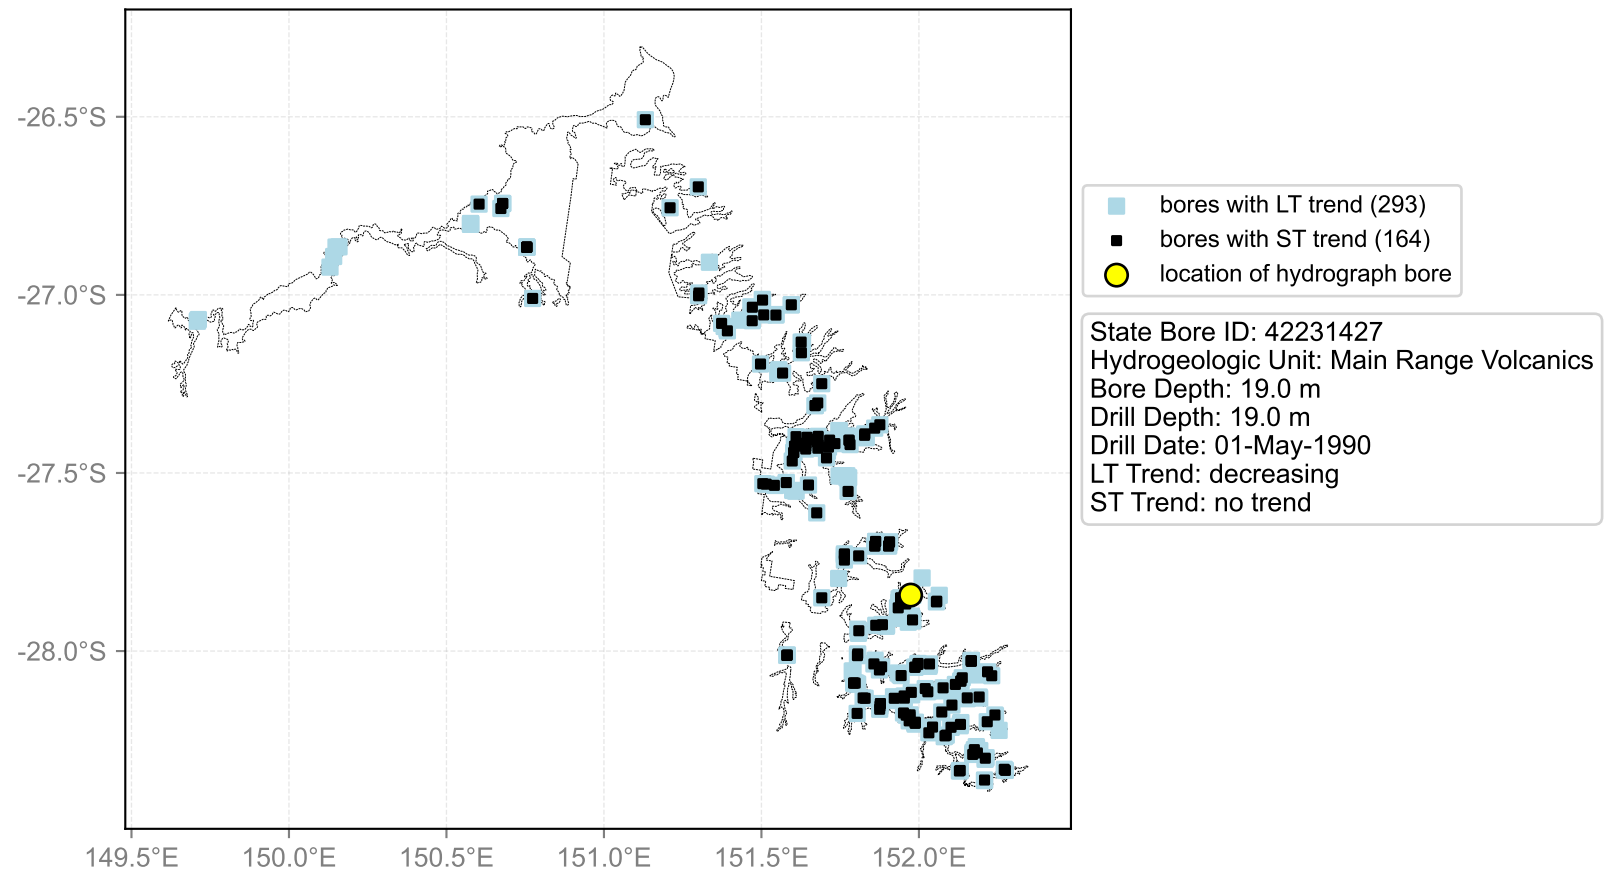 -26.5°S
-27.0°S
-27.5°S
-28.0°S
149.5°E 150.0°E 150.5°E 151.0°E 151.5°E 152.0°E
bores with LT trend (293)
bores with ST trend (164)
location of hydrograph bore
State Bore ID: 42231427
Hydrogeologic Unit: Main Range Volcanics
Bore Depth: 19.0 m
Drill Depth: 19.0 m
Drill Date: 01-May-1990
LT Trend: decreasing
ST Trend: no trend